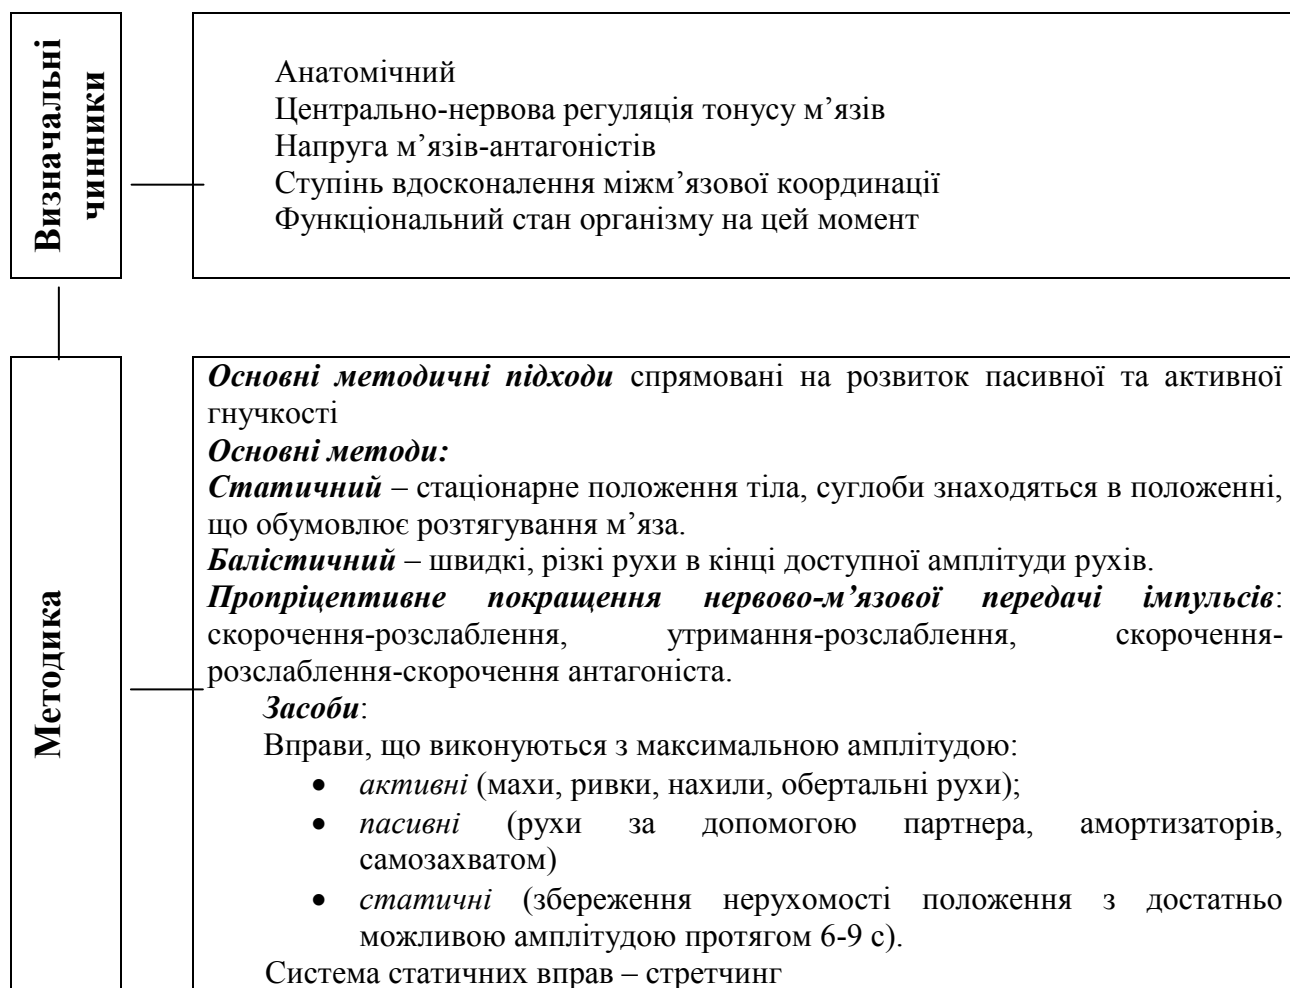 Визначальні
чинники
Анатомічний
Центрально-нервова регуляція тонусу м’язів
Напруга м’язів-антагоністів
Ступінь вдосконалення міжм’язової координації
Функціональний стан організму на цей момент
Методика
Основні методичні підходи спрямовані на розвиток пасивної та активної
гнучкості
Основні методи:
Статичний – стаціонарне положення тіла, суглоби знаходяться в положенні,
що обумовлює розтягування м’яза.
Балістичний – швидкі, різкі рухи в кінці доступної амплітуди рухів.
Пропріцептивне покращення нервово-м’язової передачі імпульсів:
скорочення-розслаблення, утримання-розслаблення, скорочення-
розслаблення-скорочення антагоніста.
Засоби:
Вправи, що виконуються з максимальною амплітудою:
• активні (махи, ривки, нахили, обертальні рухи);
• пасивні (рухи за допомогою партнера, амортизаторів,
самозахватом)
• статичні (збереження нерухомості положення з достатньо
можливою амплітудою протягом 6-9 с).
Система статичних вправ – стретчинг